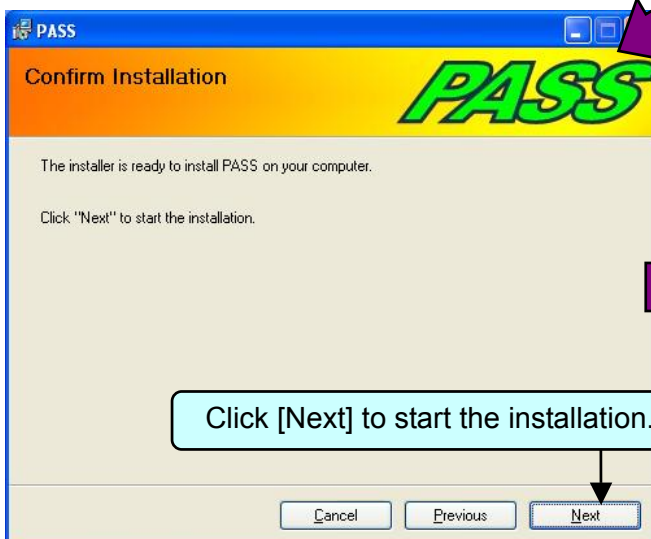 PASS
Confirm Installation
PASS
The installer is ready to install PASS on your computer.
Click "Next" to start the installation.
Click [Next] to start the installation.
Cancel
Previous
Next